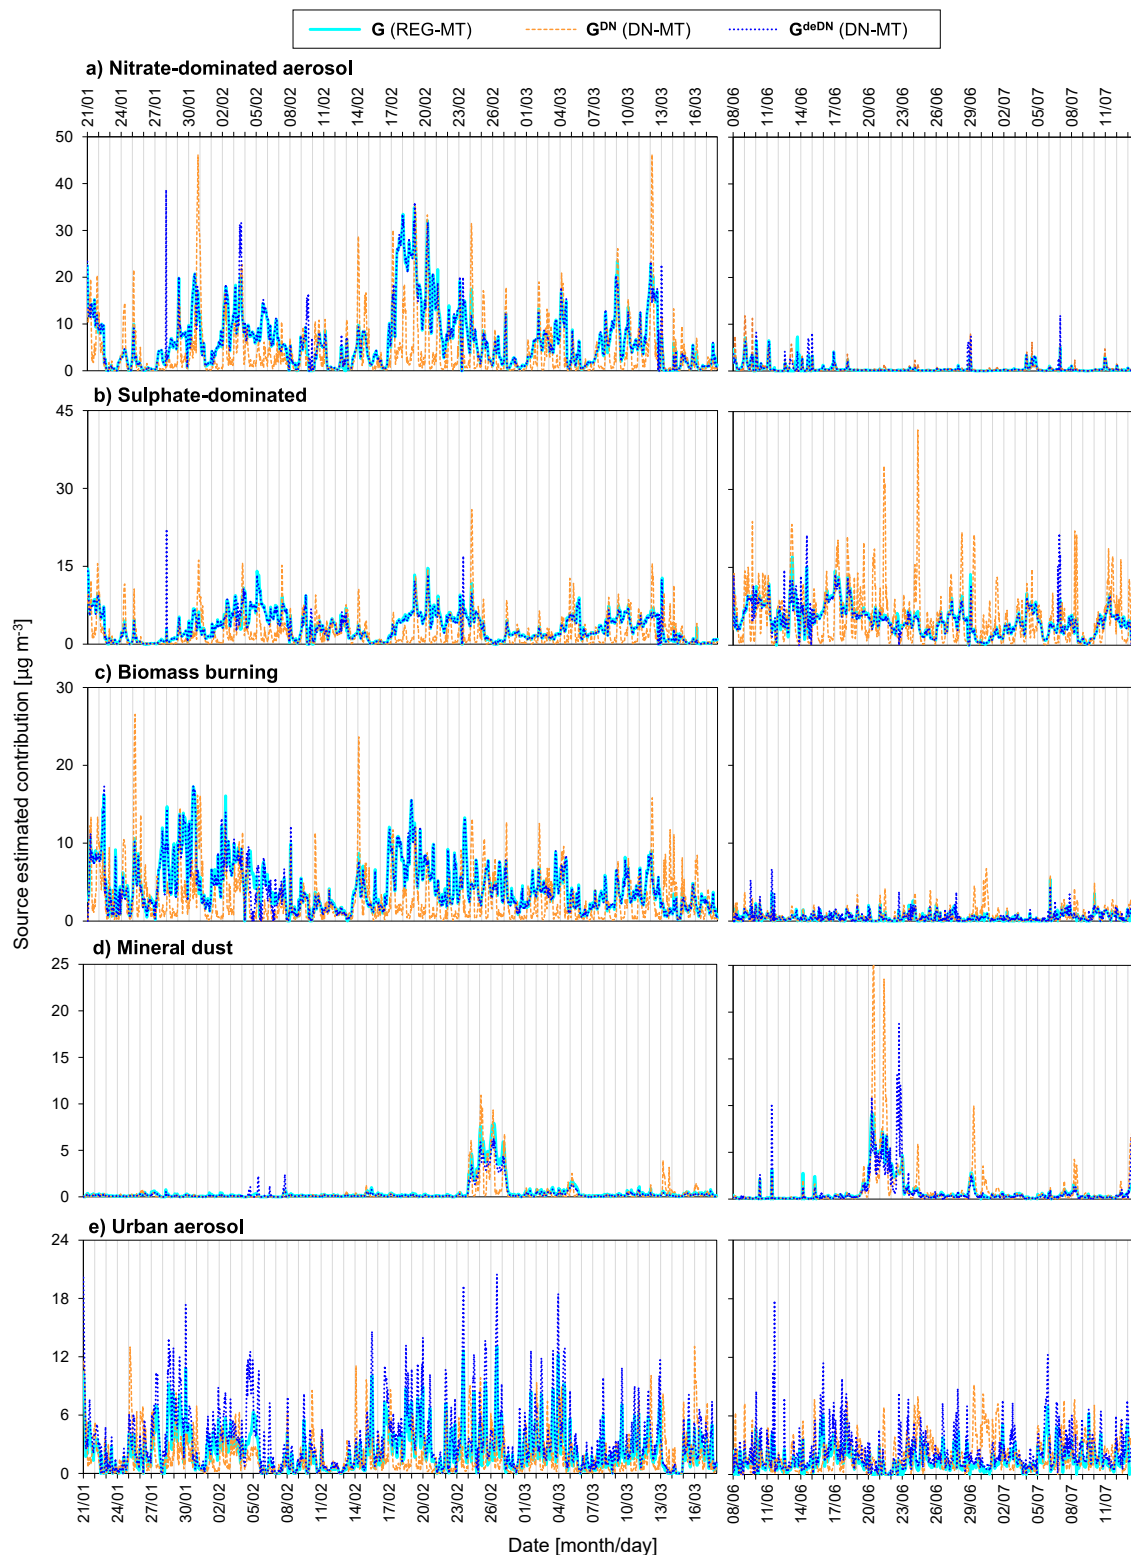 G (REG-MT) G^DN (DN-MT) G^deDN (DN-MT)
a) Nitrate-dominated aerosol
21/01 24/01 27/01 30/01 02/02 05/02 08/02 11/02 14/02 17/02 20/02 23/02 26/02 01/03 04/03 07/03 10/03 13/03 16/03 08/06 11/06 14/06 17/06 20/06 23/06 26/06 29/06 02/07 05/07 08/07 11/07
50
40
30
20
10
0
b) Sulphate-dominated
45
30
15
0
c) Biomass burning
30
20
10
0
d) Mineral dust
25
20
15
10
5
0
e) Urban aerosol
24
18
12
6
0
Source estimated contribution [µg m-3]
21/01 24/01 27/01 30/01 02/02 05/02 08/02 11/02 14/02 17/02 20/02 23/02 26/02 01/03 04/03 07/03 10/03 13/03 16/03 08/06 11/06 14/06 17/06 20/06 23/06 26/06 29/06 02/07 05/07 08/07 11/07
Date [month/day]